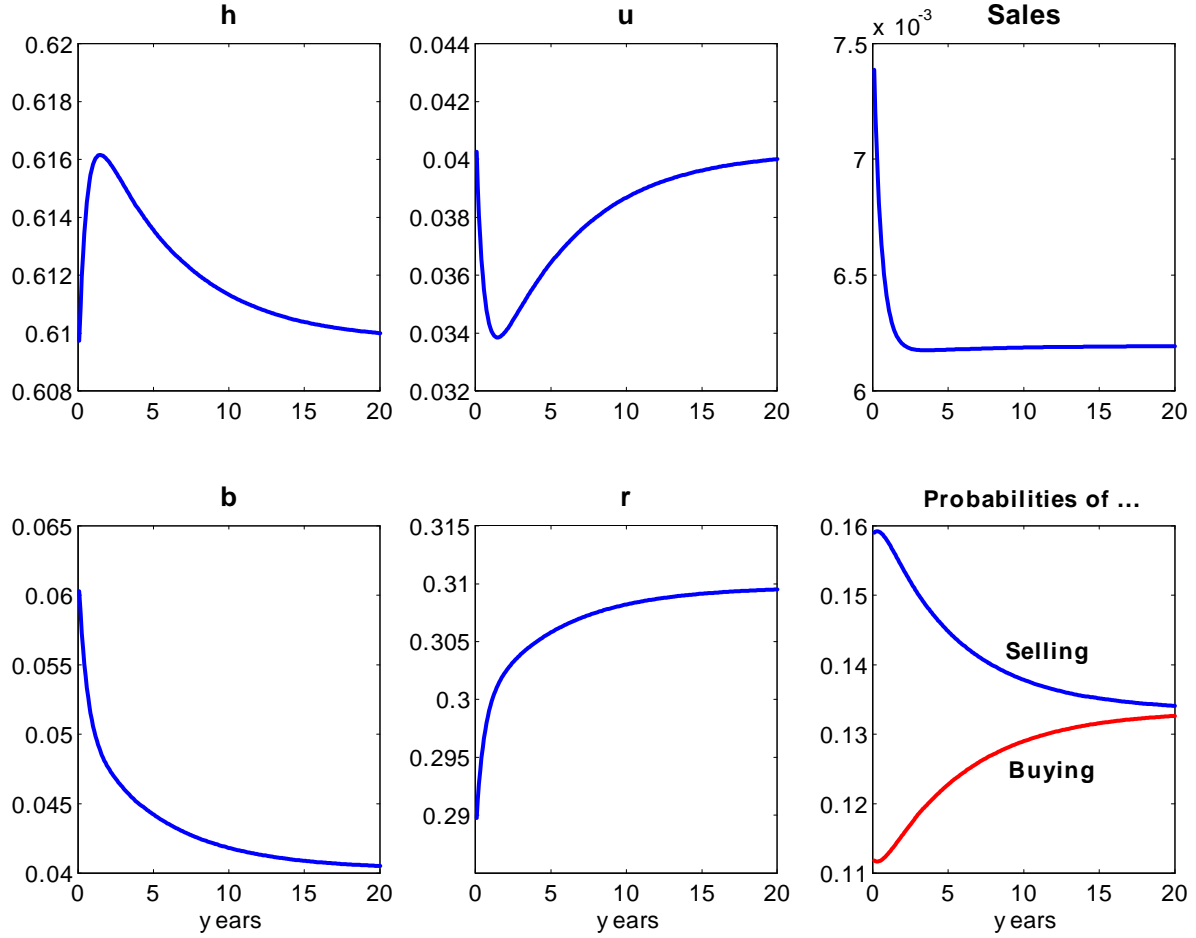 h
u
Sales
x 10^-3
0.62
0.618
0.616
0.614
0.612
0.61
0.608
0 5 10 15 20
0.044
0.042
0.04
0.038
0.036
0.034
0.032
0 5 10 15 20
7.5
7
6.5
6
0 5 10 15 20
b
r
Probabilities of ...
0.065
0.06
0.055
0.05
0.045
0.04
0 5 10 15 20
y ears
0.315
0.31
0.305
0.3
0.295
0.29
0 5 10 15 20
y ears
0.16
0.15
0.14
0.13
0.12
0.11
Selling
Buying
0 5 10 15 20
y ears